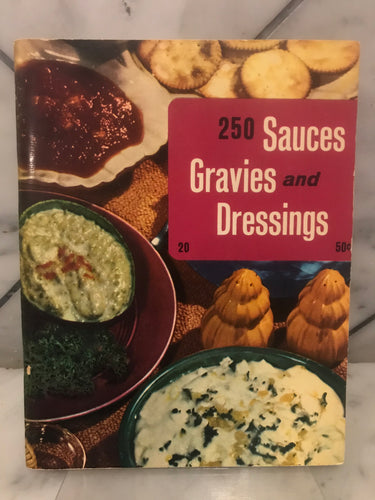 250 Sauces
Gravies and
Dressings
20 50¢